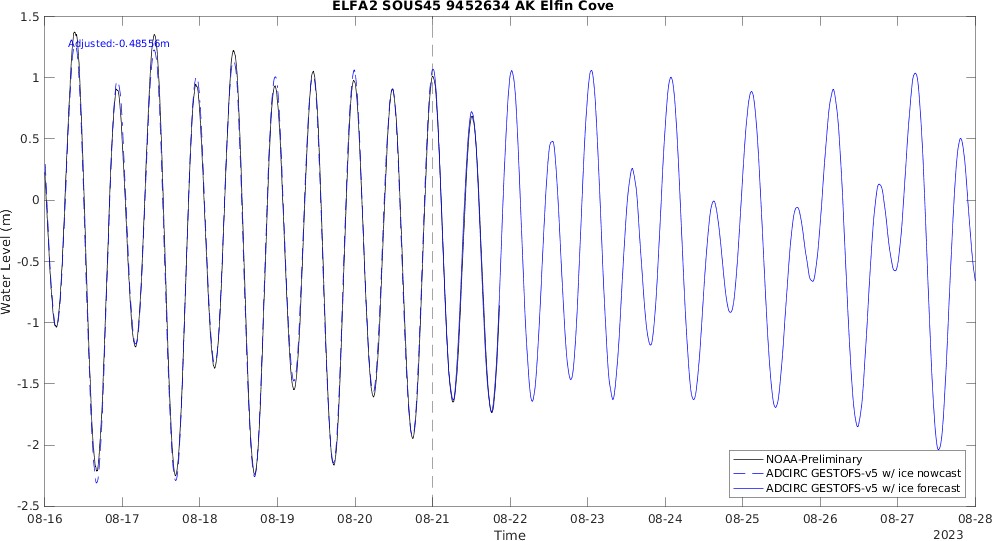 ELFA2 SOUS45 9452634 AK Elfin Cove
Adjusted:-0.48556m
1.5
1
0.5
0
-0.5
-1
-1.5
-2
-2.5
Water Level (m)
NOAA-Preliminary
ADCIRC GESTOFS-v5 w/ ice nowcast
ADCIRC GESTOFS-v5 w/ ice forecast
08-16 08-17 08-18 08-19 08-20 08-21 08-22 08-23 08-24 08-25 08-26 08-27 08-28
Time
2023